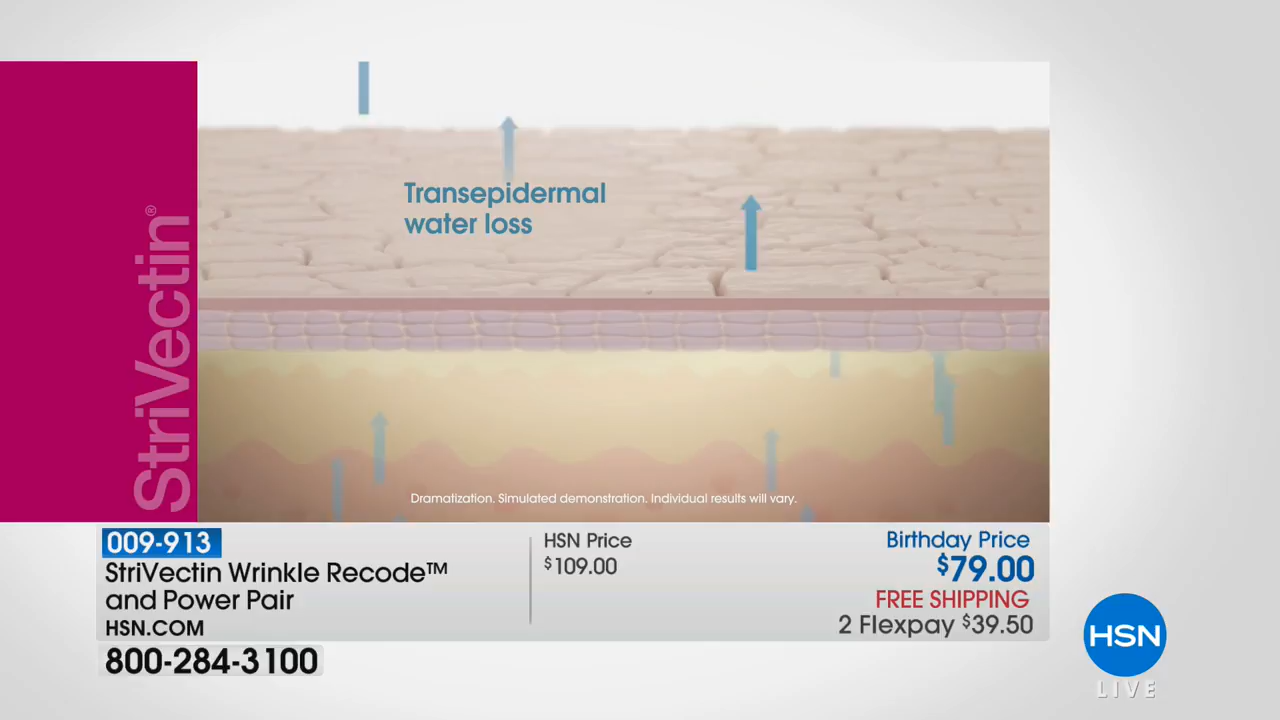 StriVectin®
Transepidermal
water loss
Dramatization. Simulated demonstration. Individual results will vary.
009-913
StriVectin Wrinkle Recode™
and Power Pair
HSN.COM
800-284-3100
HSN Price
$109.00
Birthday Price
$79.00
FREE SHIPPING
2 Flexpay $39.50
HSN
LIVE